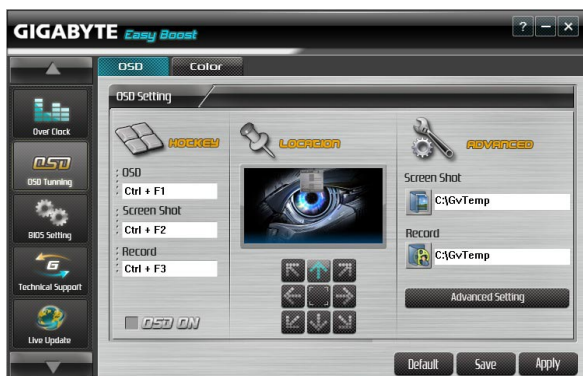 GIGABYTE Easy Boost
? — ×
OSD Color
OSD Setting
Over Clock
OSD
OSD Tunning
BIOS Setting
G
Technical Support
Live Update
HOCKEY
OSD
Ctrl + F1
Screen Shot
Ctrl + F2
Record
Ctrl + F3
OSD ON
LOCATION
ADVANCED
Screen Shot
C:\GvTemp
Record
C:\GvTemp
Advanced Setting
Default Save Apply